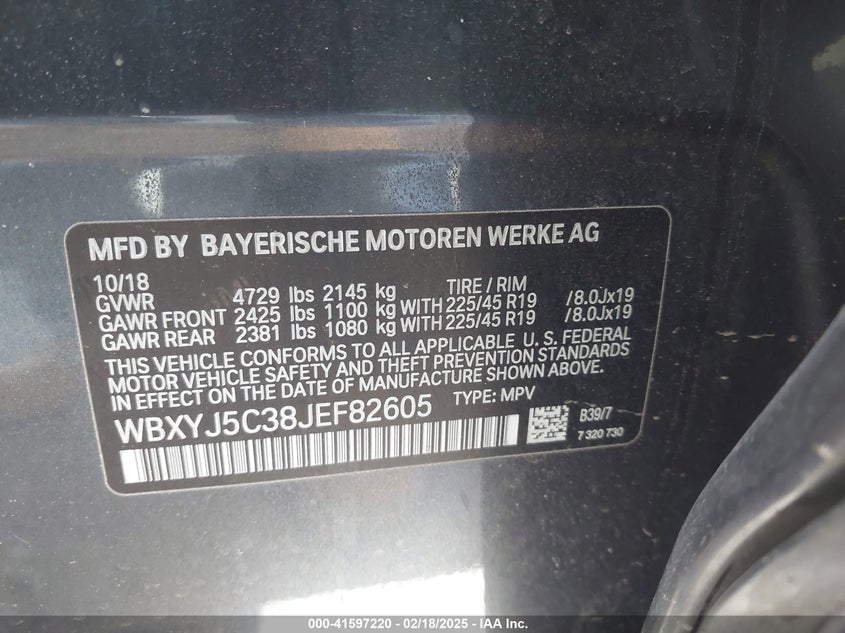 MFD BY BAYERISCHE MOTOREN WERKE AG
10/18 TIRE / RIM
GVWR 4729 lbs 2145 kg
GAWR FRONT 2425 lbs 1100 kg WITH 225/45 R19 /8.0Jx19
GAWR REAR 2381 lbs 1080 kg WITH 225/45 R19 /8.0Jx19
THIS VEHICLE CONFORMS TO ALL APPLICABLE U. S. FEDERAL
MOTOR VEHICLE SAFETY AND THEFT PREVENTION STANDARDS
IN EFFECT ON THE DATE OF MANUFACTURE SHOWN ABOVE.
WBXYJ5C38JEF82605 TYPE: MPV
B39/7
7 320 730
000-41597220 - 02/18/2025 - IAA Inc.